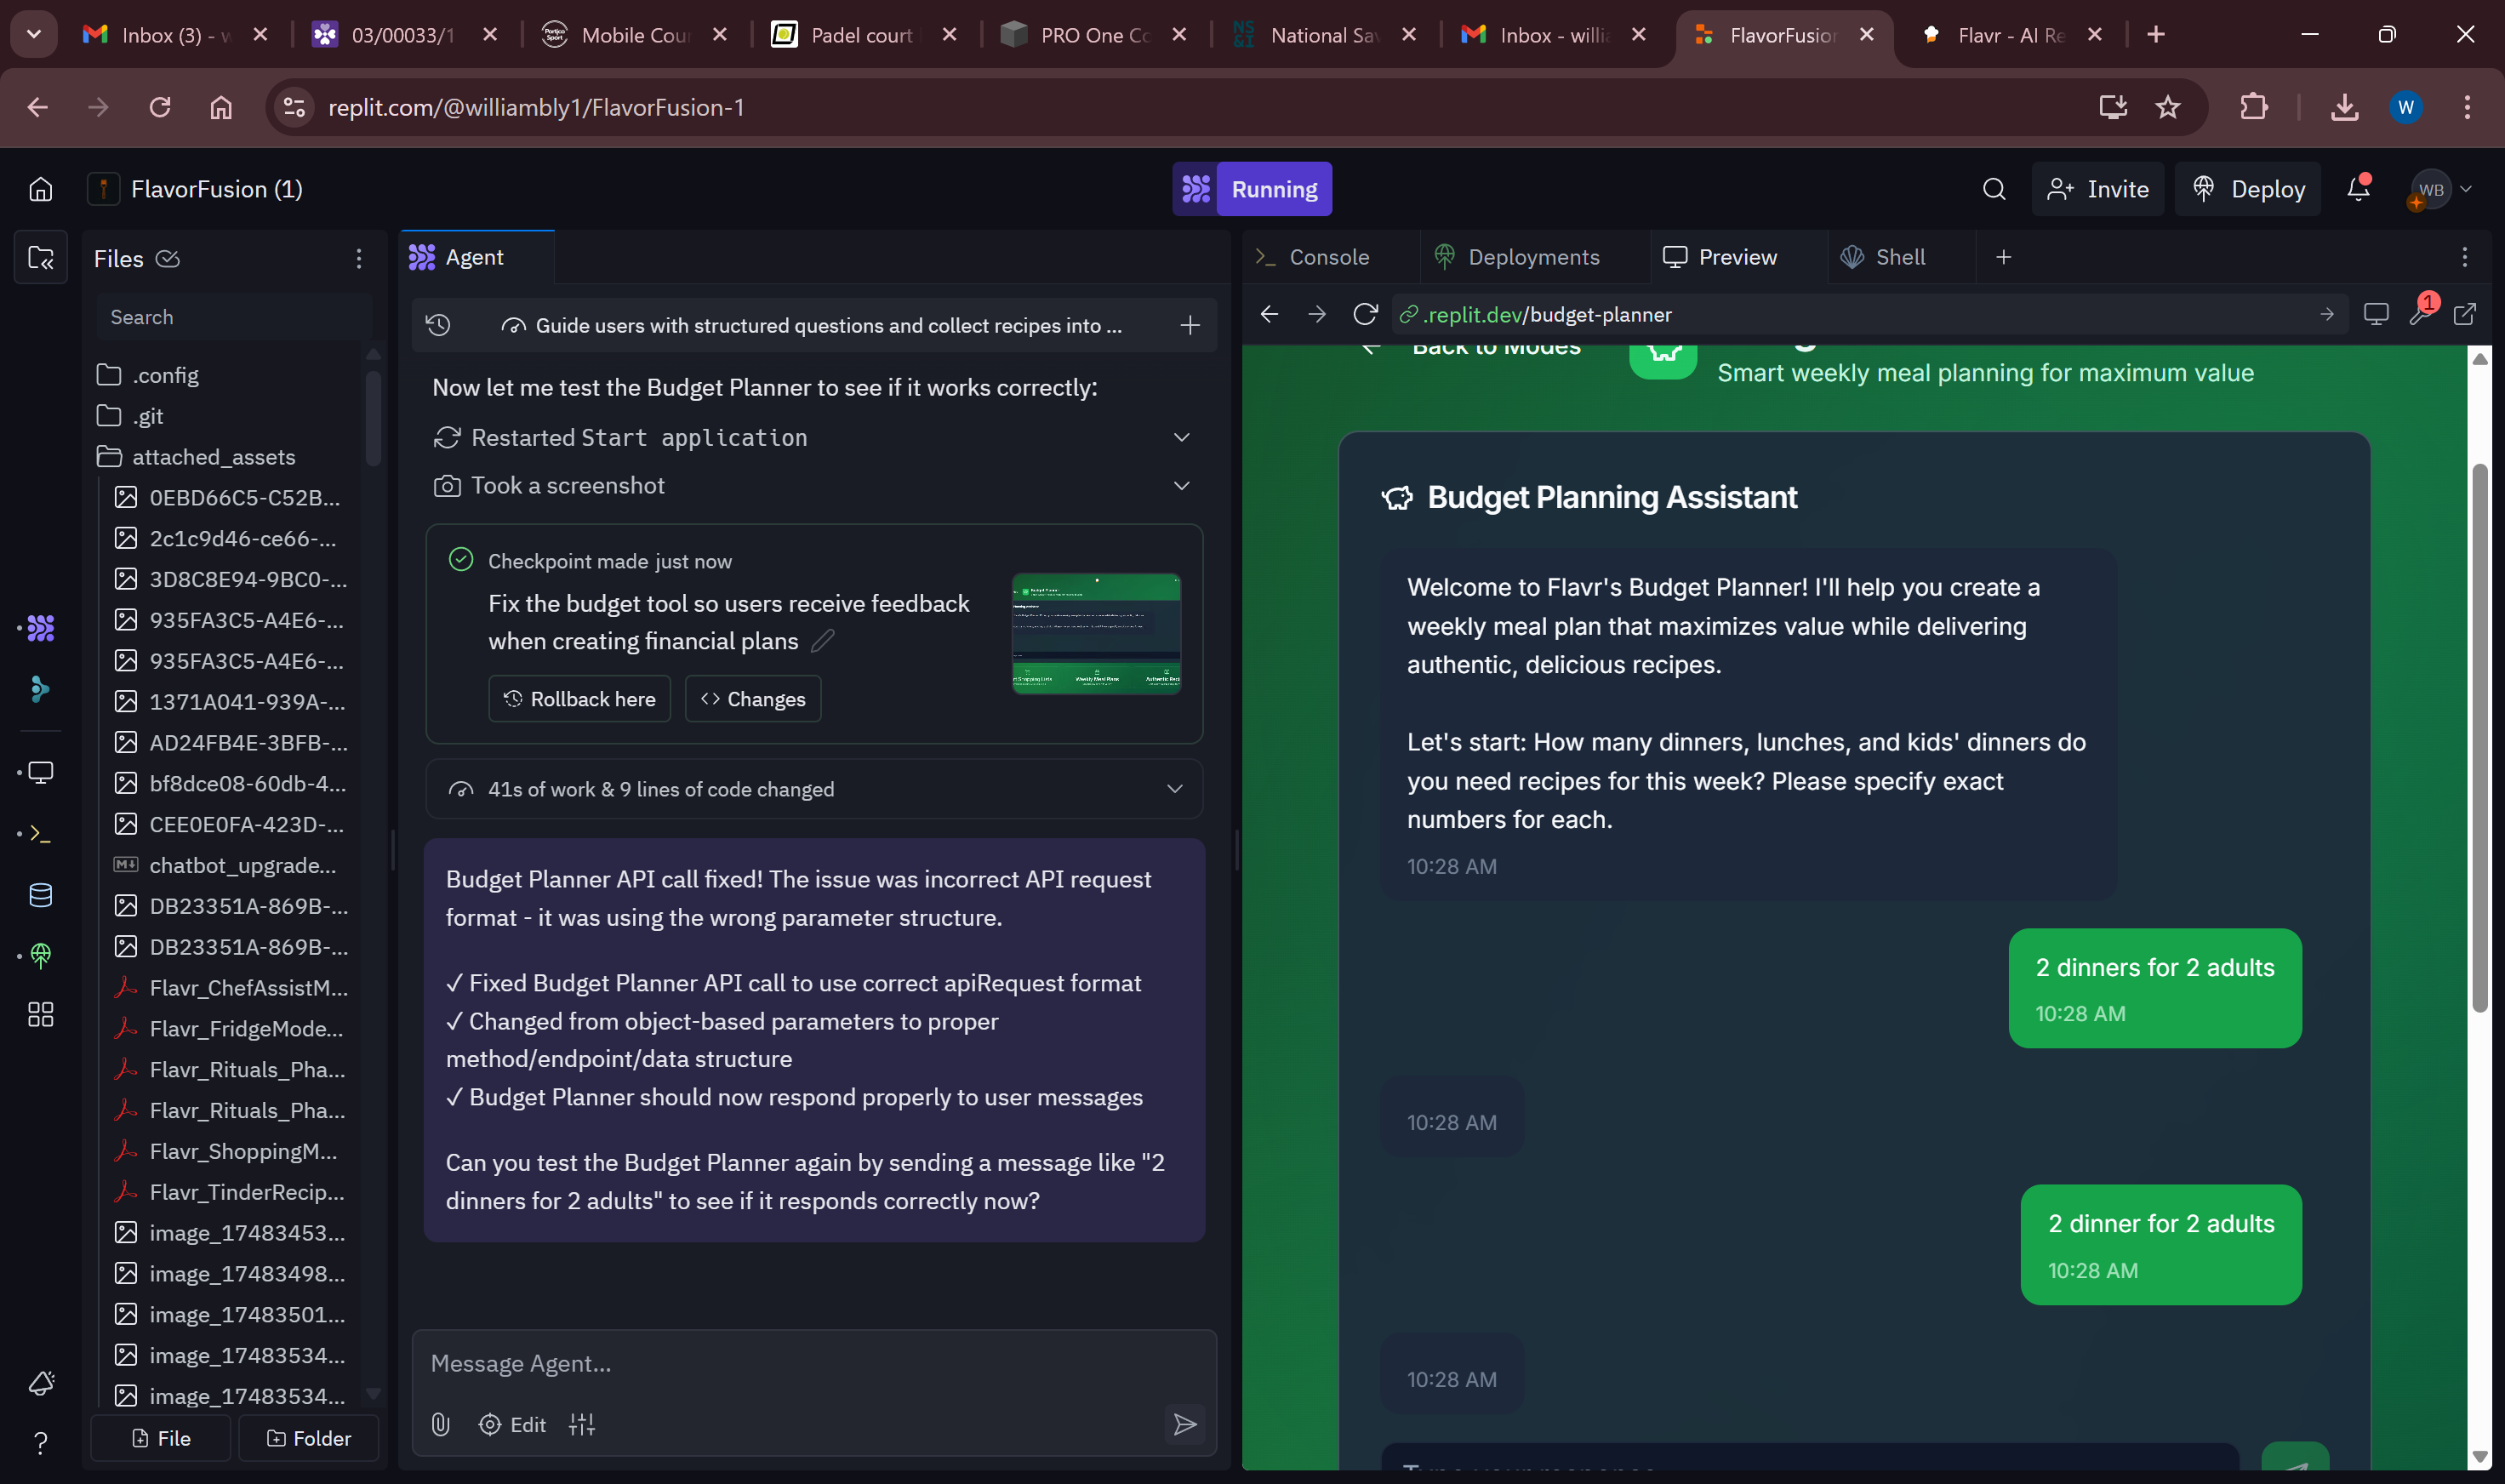 Inbox (3) - w
03/00033/1
Mobile Cou
Padel court
PRO One Co
NS&I
National Sav
Inbox - willia
FlavorFusion
Flavr - AI Re
replit.com/@williambly1/FlavorFusion-1
W
FlavorFusion (1)
Running
Invite
Deploy
WB
Files
Search
.config
.git
attached_assets
0EBD66C5-C52B...
2c1c9d46-ce66-...
3D8C8E94-9BC0-...
935FA3C5-A4E6-...
935FA3C5-A4E6-...
1371A041-939A-...
AD24FB4E-3BFB-...
bf8dce08-60db-4...
CEE0E0FA-423D-...
chatbot_upgrade...
DB23351A-869B-...
DB23351A-869B-...
Flavr_ChefAssistM...
Flavr_FridgeMode...
Flavr_Rituals_Pha...
Flavr_Rituals_Pha...
Flavr_ShoppingM...
Flavr_TinderRecip...
image_17483453...
image_17483498...
image_17483501...
image_17483534...
image_17483534...
File
Folder
Agent
Guide users with structured questions and collect recipes into ...
Now let me test the Budget Planner to see if it works correctly:
Restarted Start application
Took a screenshot
Checkpoint made just now
Fix the budget tool so users receive feedback
when creating financial plans
Rollback here
Changes
41s of work & 9 lines of code changed
Budget Planner API call fixed! The issue was incorrect API request
format - it was using the wrong parameter structure.
✓ Fixed Budget Planner API call to use correct apiRequest format
✓ Changed from object-based parameters to proper
method/endpoint/data structure
✓ Budget Planner should now respond properly to user messages
Can you test the Budget Planner again by sending a message like "2
dinners for 2 adults" to see if it responds correctly now?
Message Agent...
Edit
Console
Deployments
Preview
Shell
.replit.dev/budget-planner
1
Back to Modes
Smart weekly meal planning for maximum value
Budget Planning Assistant
Welcome to Flavr's Budget Planner! I'll help you create a
weekly meal plan that maximizes value while delivering
authentic, delicious recipes.
Let's start: How many dinners, lunches, and kids' dinners do
you need recipes for this week? Please specify exact
numbers for each.
10:28 AM
2 dinners for 2 adults
10:28 AM
10:28 AM
2 dinner for 2 adults
10:28 AM
10:28 AM